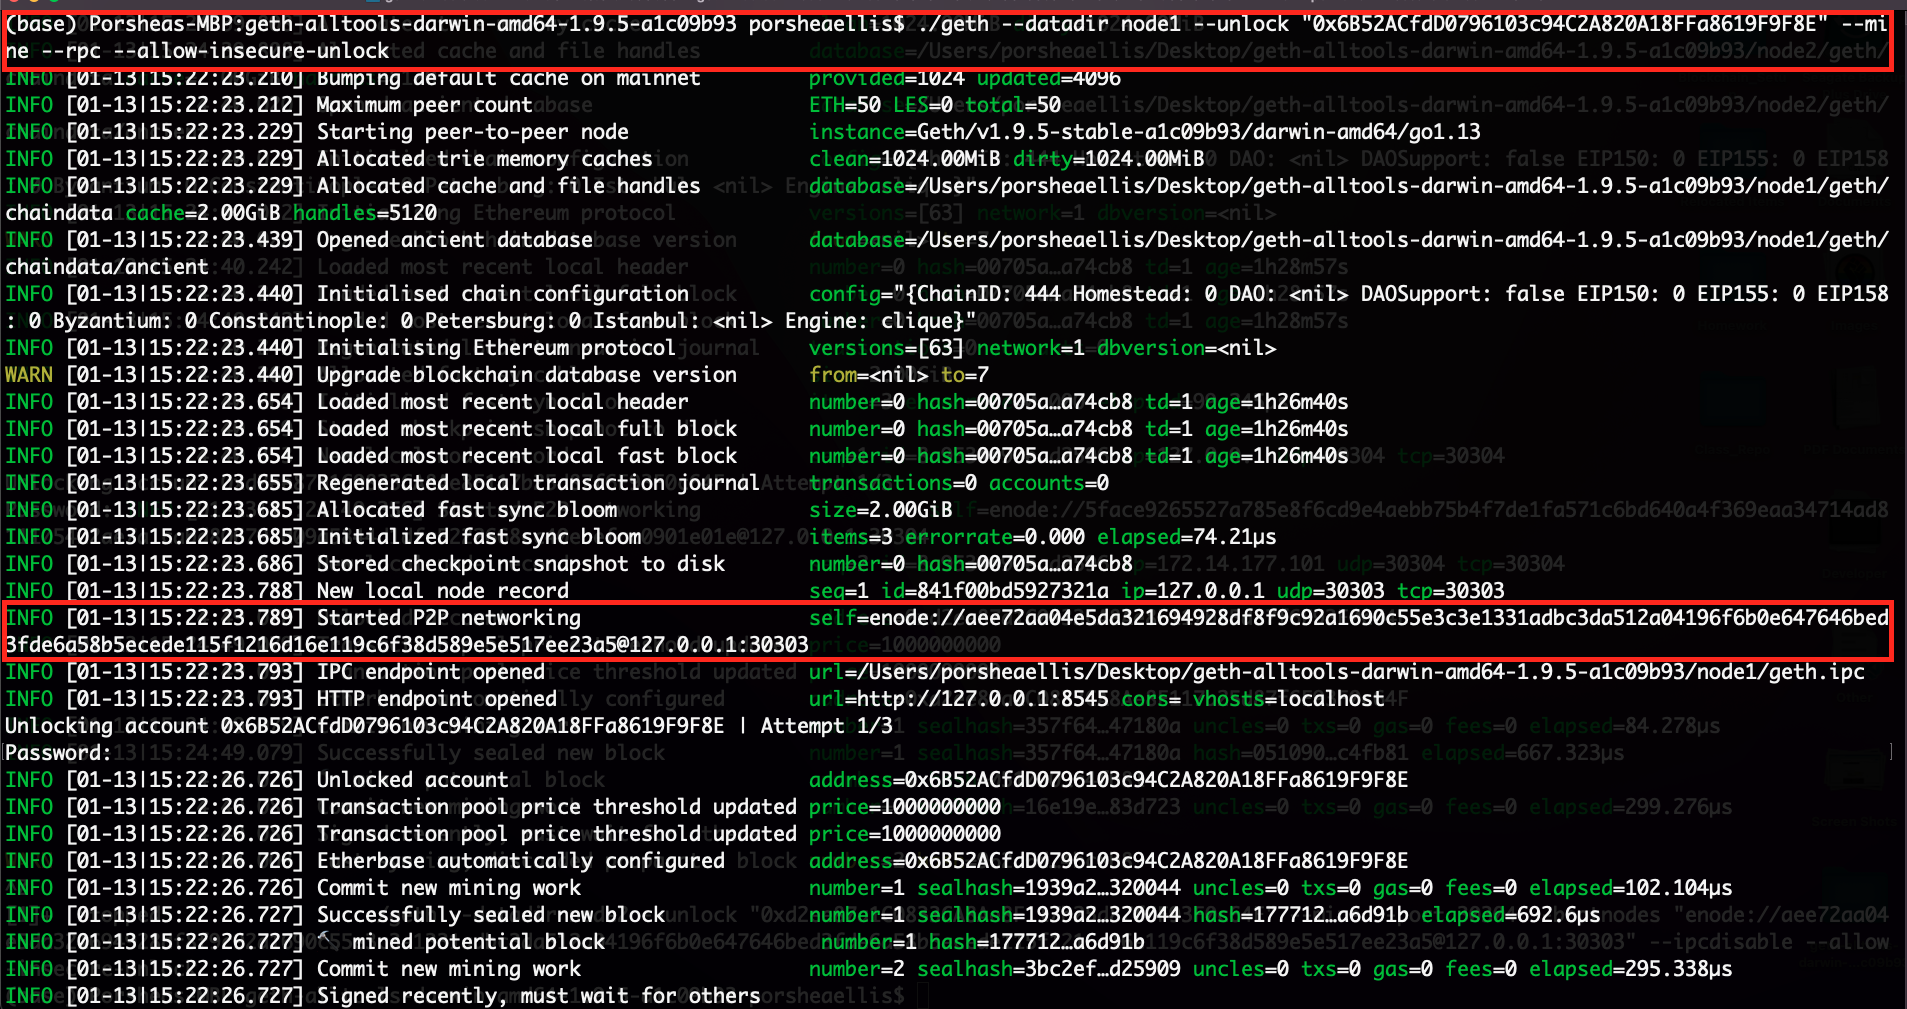 (base) Porsheas-MBP:geth-alltools-darwin-amd64-1.9.5-a1c09b93 porsheaellis$ ./geth --datadir node1 --unlock "0x6B52ACfdD0796103c94C2A820A18FFa8619F9F8E" --mi
ne --rpc --allow-insecure-unlock
INFO [01-13|15:22:23.210] Bumping default cache on mainnet provided=1024 updated=4096
INFO [01-13|15:22:23.212] Maximum peer count ETH=50 LES=0 total=50
INFO [01-13|15:22:23.229] Starting peer-to-peer node instance=Geth/v1.9.5-stable-a1c09b93/darwin-amd64/go1.13
INFO [01-13|15:22:23.229] Allocated trie memory caches clean=1024.00MiB dirty=1024.00MiB
INFO [01-13|15:22:23.229] Allocated cache and file handles database=/Users/porsheaellis/Desktop/geth-alltools-darwin-amd64-1.9.5-a1c09b93/node1/geth/
chaindata cache=2.00GiB handles=5120
INFO [01-13|15:22:23.439] Opened ancient database database=/Users/porsheaellis/Desktop/geth-alltools-darwin-amd64-1.9.5-a1c09b93/node1/geth/
chaindata/ancient
INFO [01-13|15:22:23.440] Initialised chain configuration config="{ChainID: 444 Homestead: 0 DAO: <nil> DAOSupport: false EIP150: 0 EIP155: 0 EIP158
: 0 Byzantium: 0 Constantinople: 0 Petersburg: 0 Istanbul: <nil> Engine: clique}"
INFO [01-13|15:22:23.440] Initialising Ethereum protocol versions=[63] network=1 dbversion=<nil>
WARN [01-13|15:22:23.440] Upgrade blockchain database version from=<nil> to=7
INFO [01-13|15:22:23.654] Loaded most recent local header number=0 hash=00705a…a74cb8 td=1 age=1h26m40s
INFO [01-13|15:22:23.654] Loaded most recent local full block number=0 hash=00705a…a74cb8 td=1 age=1h26m40s
INFO [01-13|15:22:23.654] Loaded most recent local fast block number=0 hash=00705a…a74cb8 td=1 age=1h26m40s
INFO [01-13|15:22:23.655] Regenerated local transaction journal transactions=0 accounts=0
INFO [01-13|15:22:23.685] Allocated fast sync bloom size=2.00GiB
INFO [01-13|15:22:23.685] Initialized fast sync bloom items=3 errorrate=0.000 elapsed=74.21µs
INFO [01-13|15:22:23.686] Stored checkpoint snapshot to disk number=0 hash=00705a…a74cb8
INFO [01-13|15:22:23.788] New local node record seq=1 id=841f00bd5927321a ip=127.0.0.1 udp=30303 tcp=30303
INFO [01-13|15:22:23.789] Started P2P networking self=enode://aee72aa04e5da321694928df8f9c92a1690c55e3c3e1331adbc3da512a04196f6b0e647646bed
3fde6a58b5ecede115f1216d16e119c6f38d589e5e517ee23a5@127.0.0.1:30303
INFO [01-13|15:22:23.793] IPC endpoint opened url=/Users/porsheaellis/Desktop/geth-alltools-darwin-amd64-1.9.5-a1c09b93/node1/geth.ipc
INFO [01-13|15:22:23.793] HTTP endpoint opened url=http://127.0.0.1:8545 cors= vhosts=localhost
Unlocking account 0x6B52ACfdD0796103c94C2A820A18FFa8619F9F8E | Attempt 1/3
Password:
INFO [01-13|15:22:26.726] Unlocked account address=0x6B52ACfdD0796103c94C2A820A18FFa8619F9F8E
INFO [01-13|15:22:26.726] Transaction pool price threshold updated price=1000000000
INFO [01-13|15:22:26.726] Transaction pool price threshold updated price=1000000000
INFO [01-13|15:22:26.726] Etherbase automatically configured address=0x6B52ACfdD0796103c94C2A820A18FFa8619F9F8E
INFO [01-13|15:22:26.726] Commit new mining work number=1 sealhash=1939a2…320044 uncles=0 txs=0 gas=0 fees=0 elapsed=102.104µs
INFO [01-13|15:22:26.727] Successfully sealed new block number=1 sealhash=1939a2…320044 hash=177712…a6d91b elapsed=692.6µs
INFO [01-13|15:22:26.727] 🔨 mined potential block number=1 hash=177712…a6d91b
INFO [01-13|15:22:26.727] Commit new mining work number=2 sealhash=3bc2ef…d25909 uncles=0 txs=0 gas=0 fees=0 elapsed=295.338µs
INFO [01-13|15:22:26.727] Signed recently, must wait for others